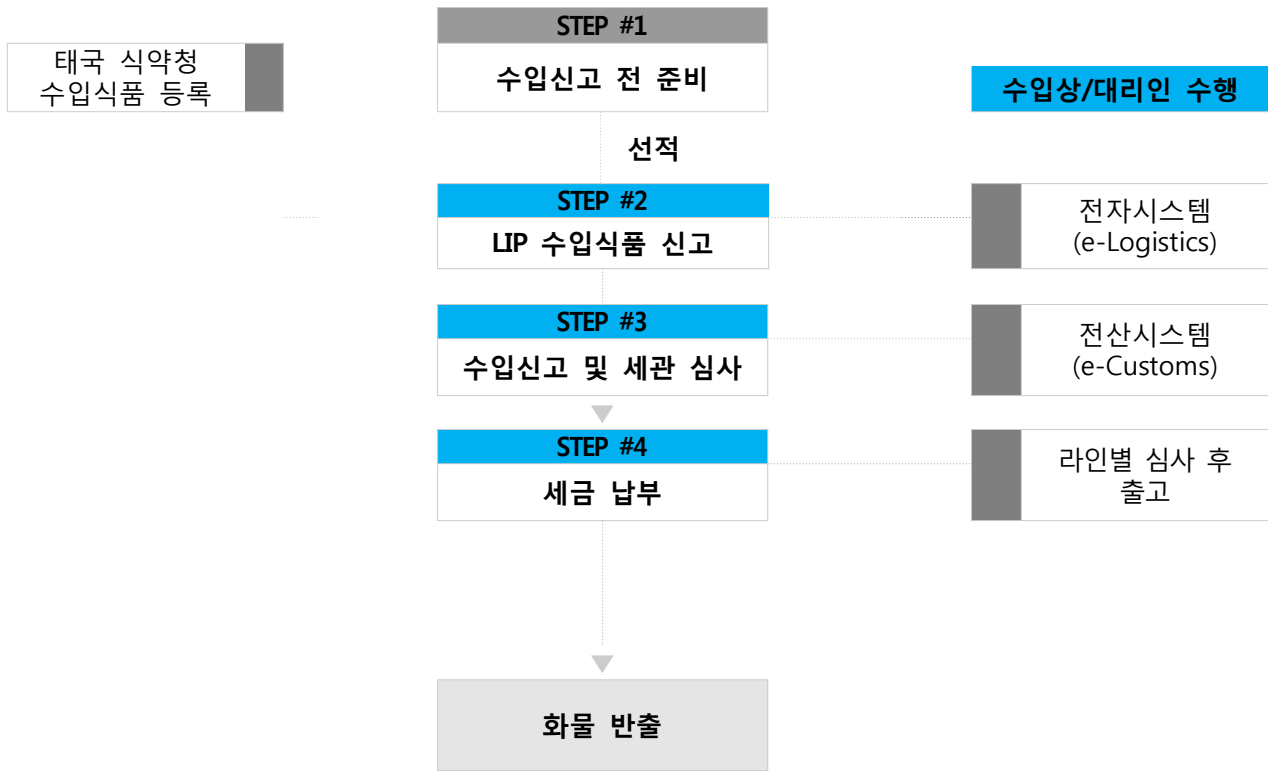 STEP #1
태국 식약청
수입식품 등록
수입신고 전 준비
수입상/대리인 수행
선적
STEP #2
LIP 수입식품 신고
전자시스템
(e-Logistics)
STEP #3
수입신고 및 세관 심사
전산시스템
(e-Customs)
STEP #4
세금 납부
라인별 심사 후
출고
화물 반출